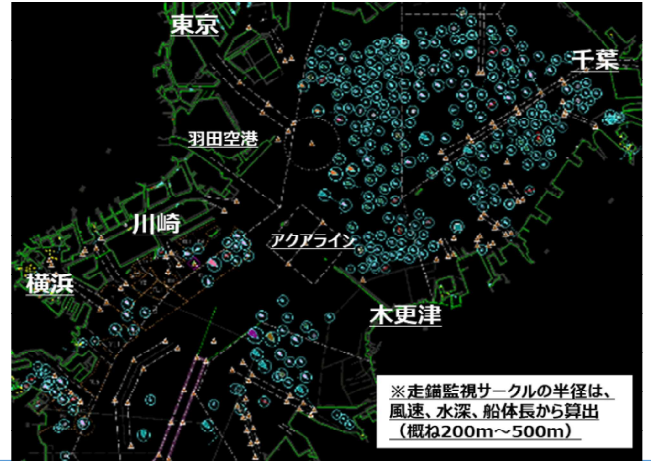 東京
千葉
羽田空港
川崎
アクアライン
横浜
木更津
※走錨監視サークルの半径は、
風速、水深、船体長から算出
（概ね200m～500m）